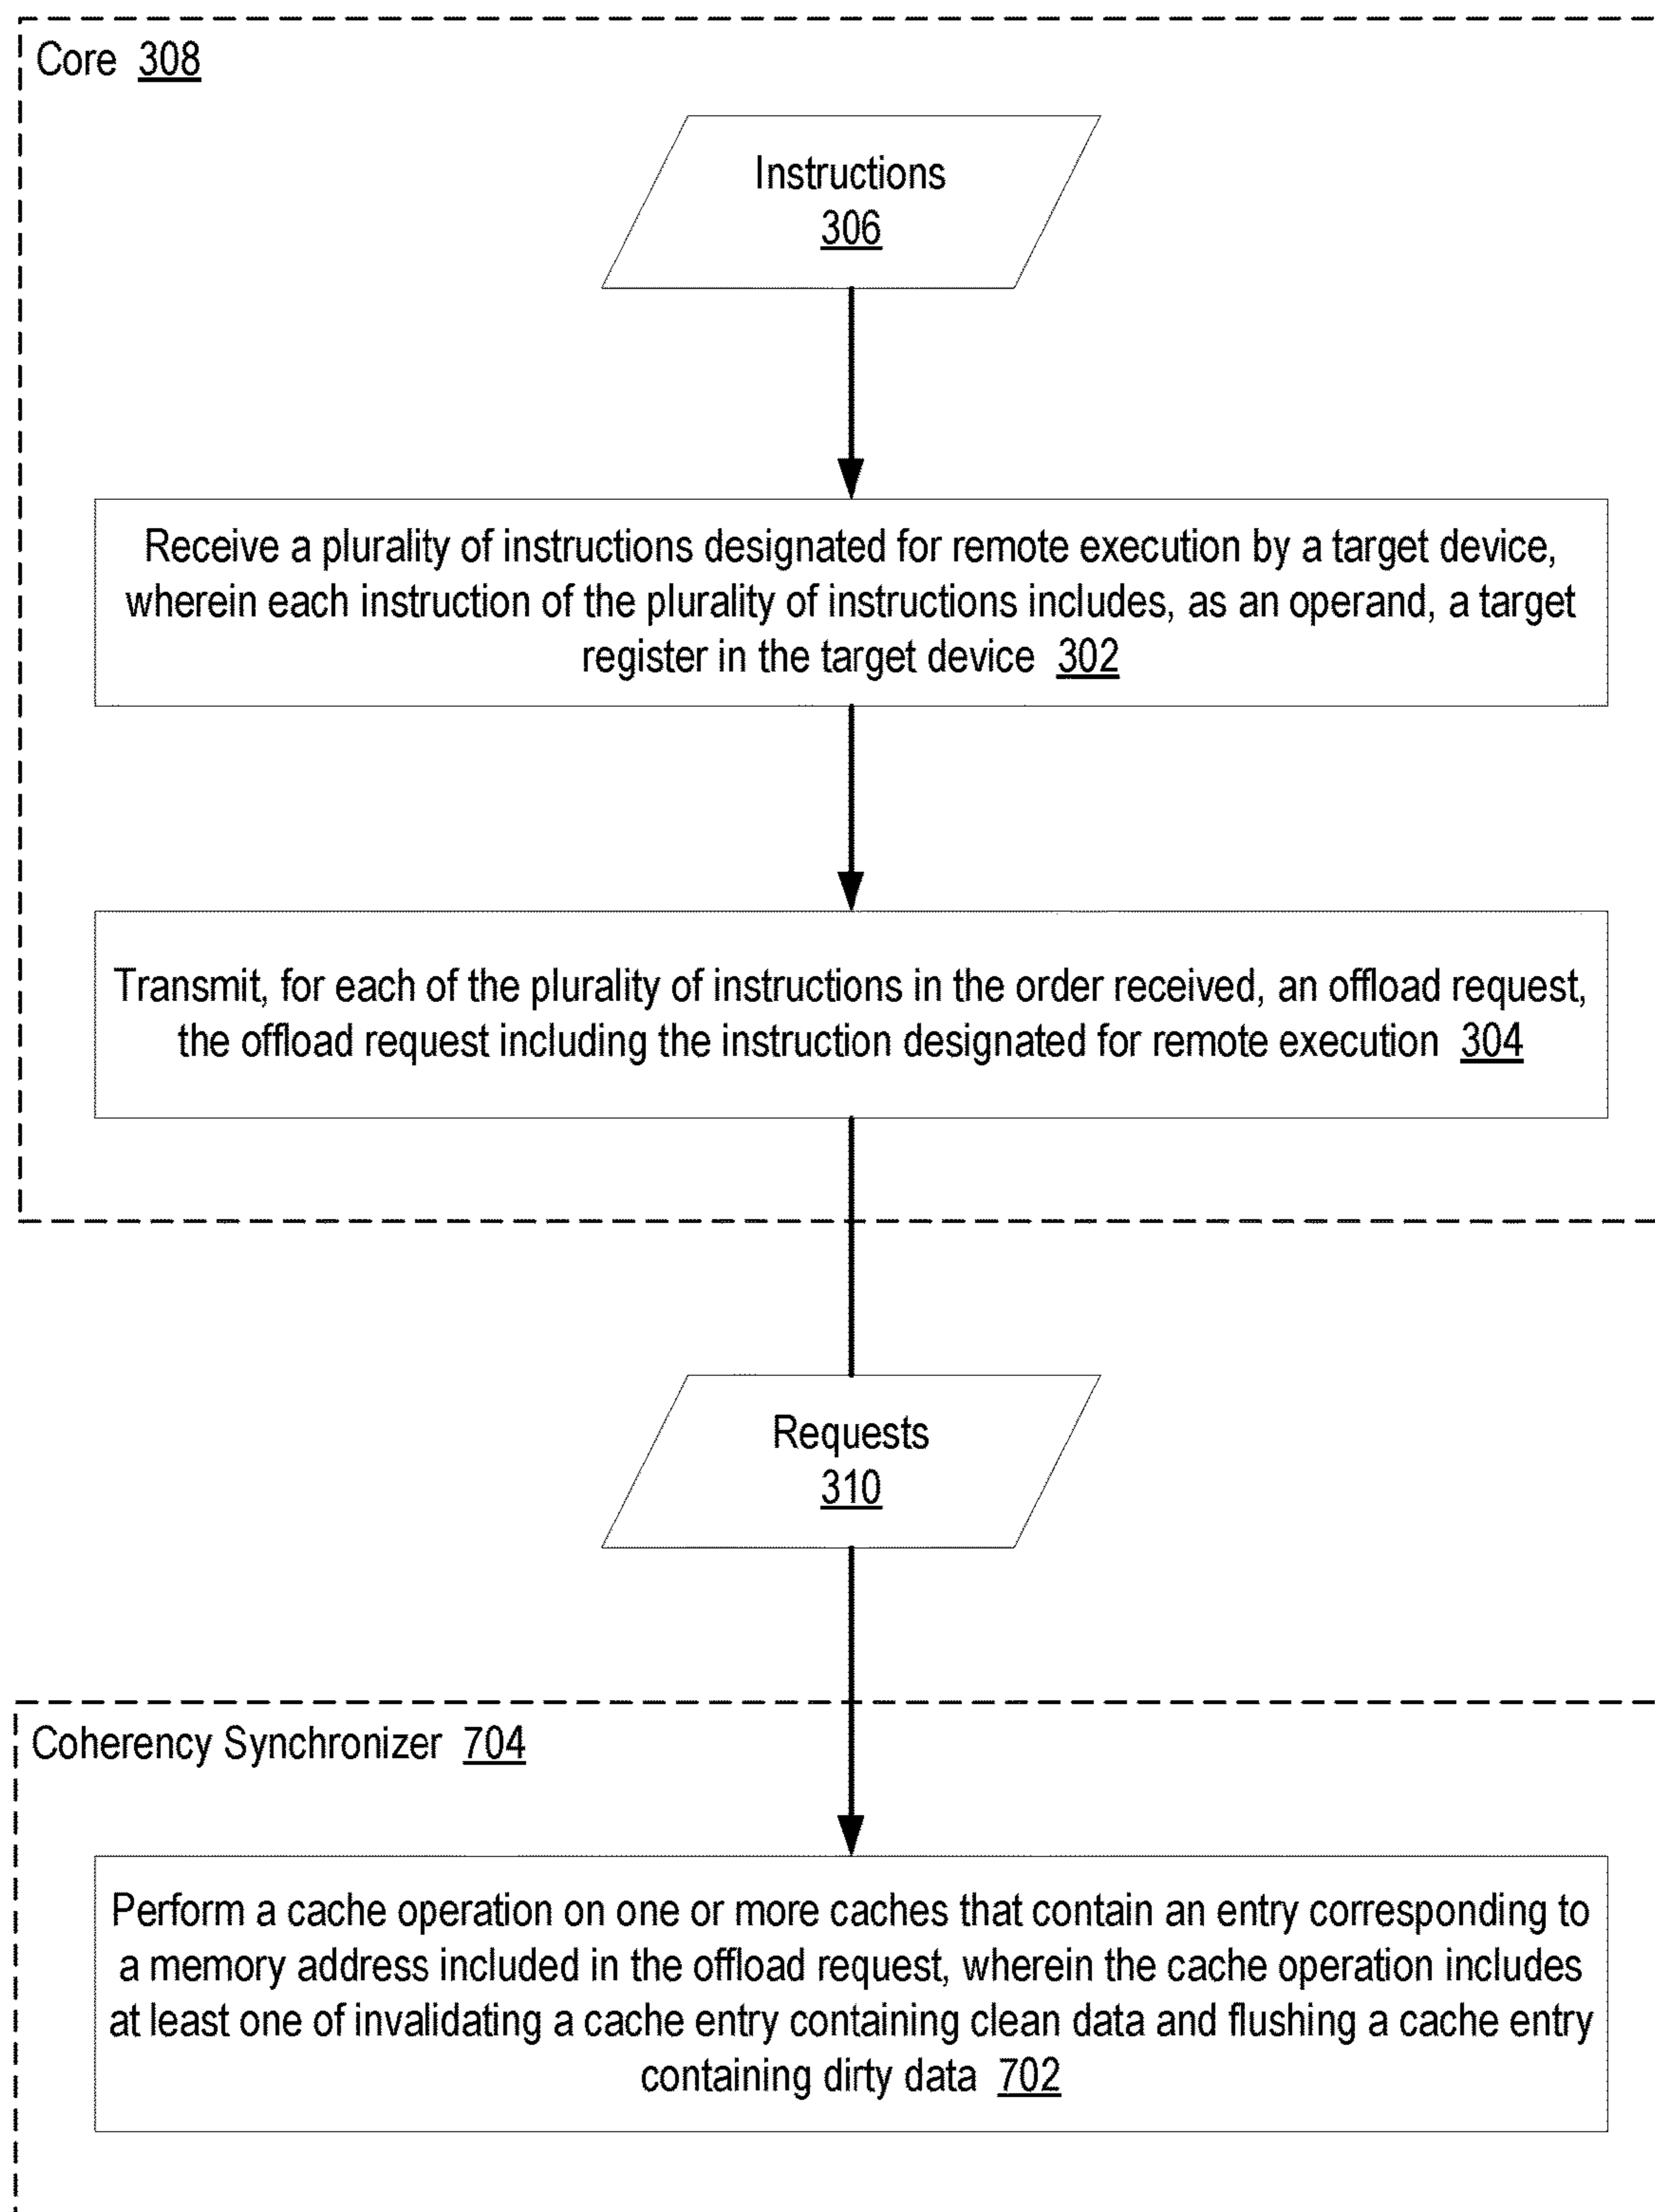 Core 308
Instructions
306
Receive a plurality of instructions designated for remote execution by a target device,
wherein each instruction of the plurality of instructions includes, as an operand, a target
register in the target device 302
Transmit, for each of the plurality of instructions in the order received, an offload request,
the offload request including the instruction designated for remote execution 304
Requests
310
Coherency Synchronizer 704
Perform a cache operation on one or more caches that contain an entry corresponding to
a memory address included in the offload request, wherein the cache operation includes
at least one of invalidating a cache entry containing clean data and flushing a cache entry
containing dirty data 702